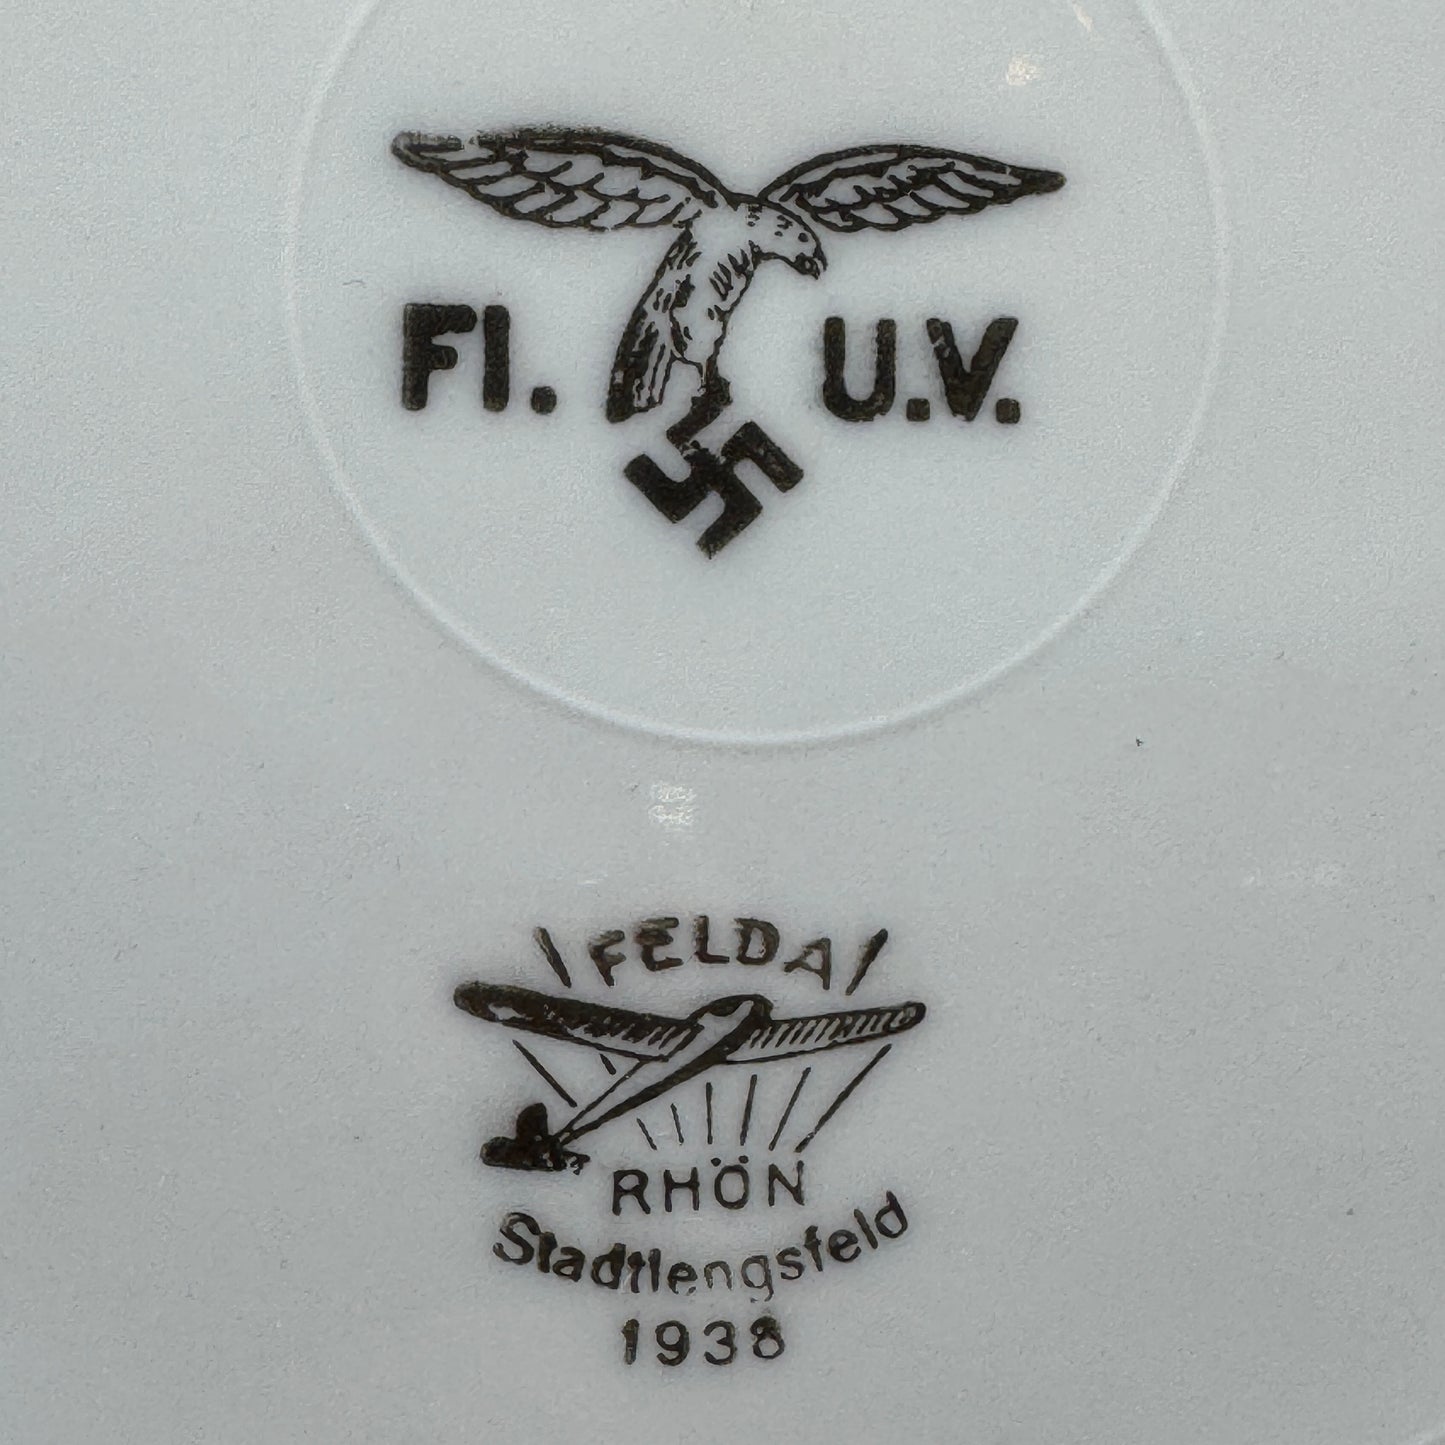 Fl. U.V.
FELDA
RHÖN
Stadtlengsfeld
1938